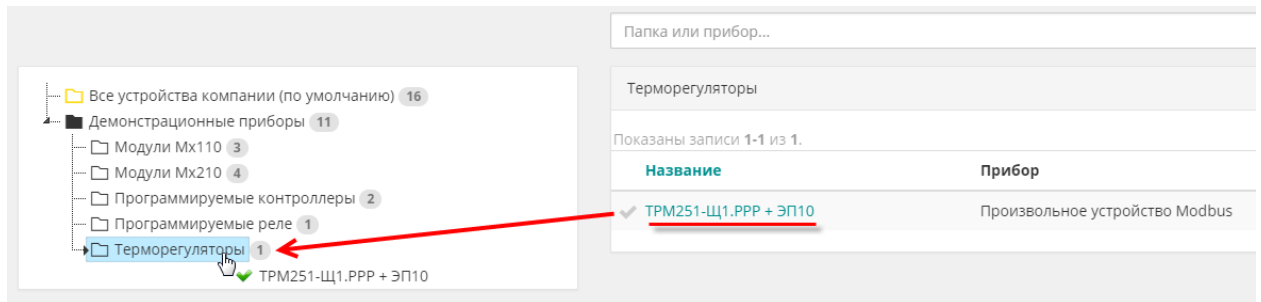 Папка или прибор...
Все устройства компании (по умолчанию) 16
Демонстрационные приборы 11
Модули Мх110 3
Модули Мх210 4
Программируемые контроллеры 2
Программируемые реле 1
Терморегуляторы 1
ТРМ251-Щ1.РРР + ЭП10
Терморегуляторы
Показаны записи 1-1 из 1.
Название Прибор
ТРМ251-Щ1.РРР + ЭП10 Произвольное устройство Modbus